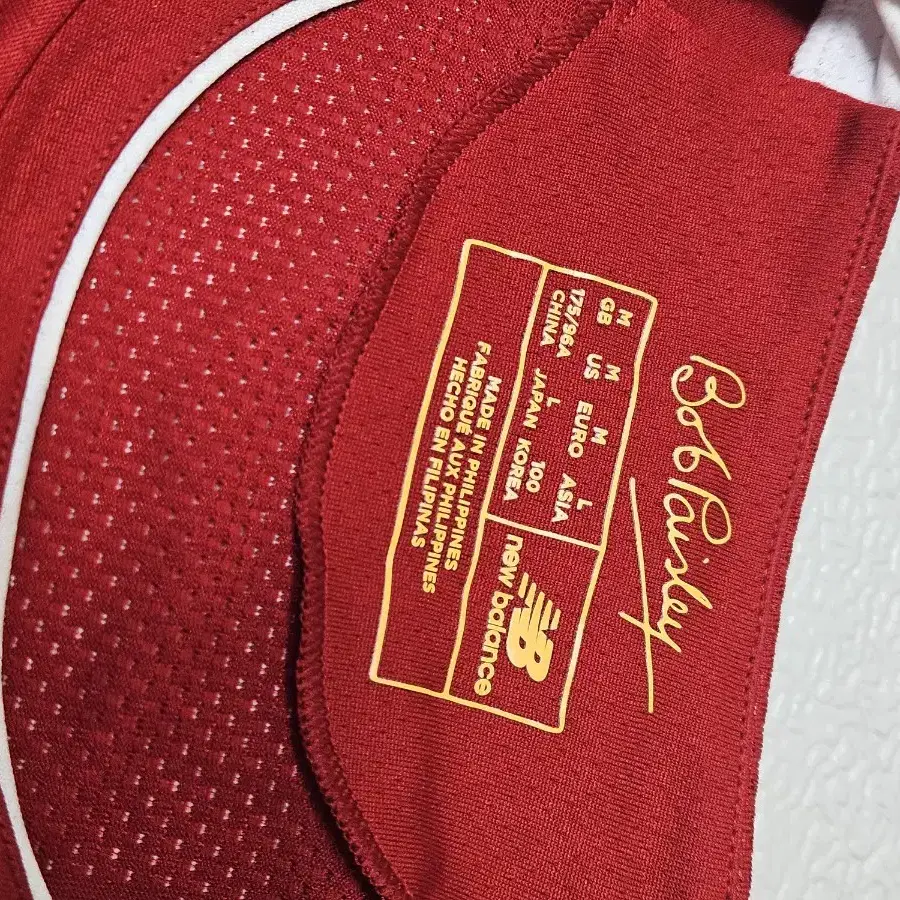 Bob Paisley
M M M L
GB US EURO ASIA
175/96A L 100
CHINA JAPAN KOREA
new balance
MADE IN PHILIPPINES
FABRIQUÉ AUX PHILIPPINES
HECHO EN FILIPINAS